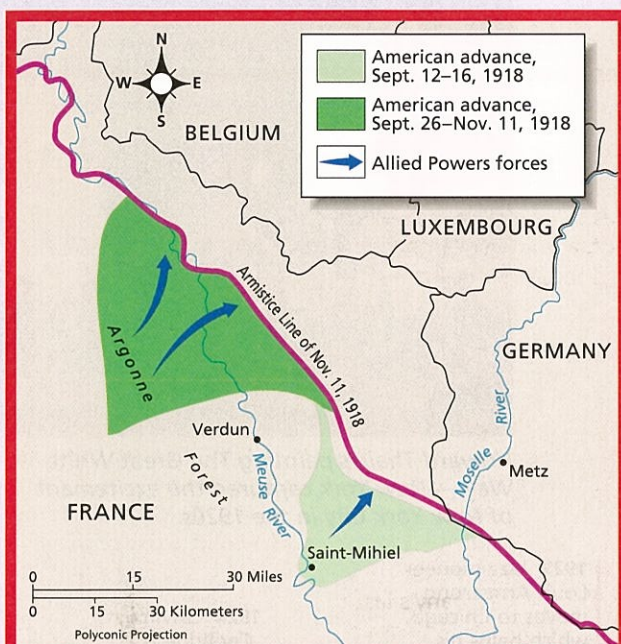 N
W E
S
American advance,
Sept. 12–16, 1918
American advance,
Sept. 26–Nov. 11, 1918
Allied Powers forces
BELGIUM
LUXEMBOURG
GERMANY
Armistice Line of Nov. 11, 1918
Argonne
Forest
Verdun
Meuse River
Moselle River
Metz
FRANCE
Saint-Mihiel
0 15 30 Miles
0 15 30 Kilometers
Polyconic Projection